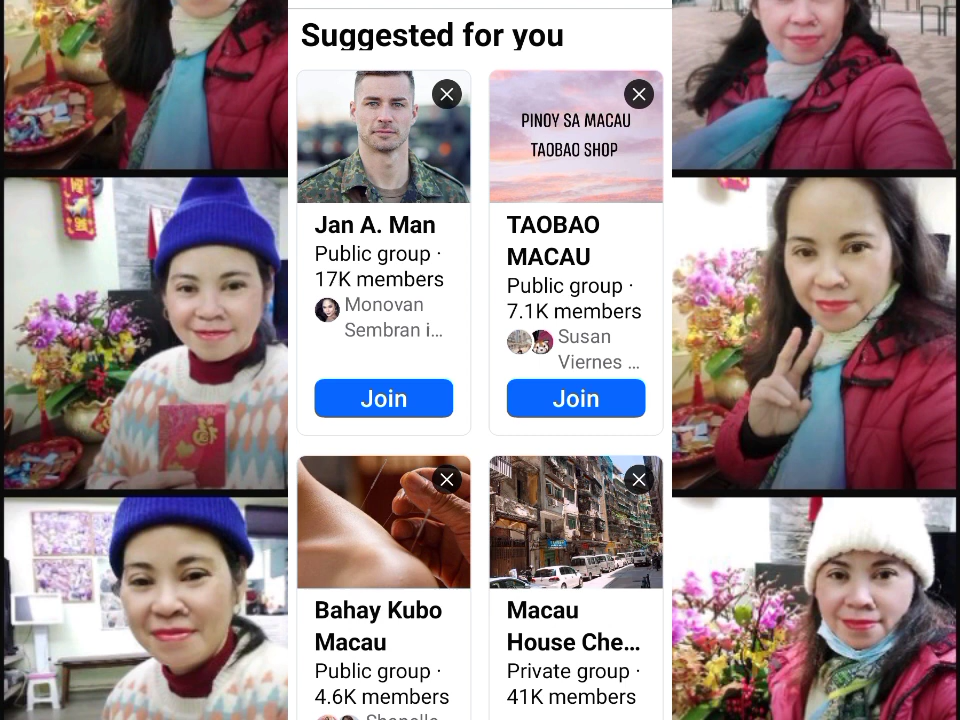 Suggested for you
Jan A. Man
Public group ·
17K members
Monovan
Sembran i...
Join
PINOY SA MACAU
TAOBAO SHOP
TAOBAO
MACAU
Public group ·
7.1K members
Susan
Viernes ...
Join
Bahay Kubo
Macau
Public group ·
4.6K members
Macau
House Che...
Private group ·
41K members
福